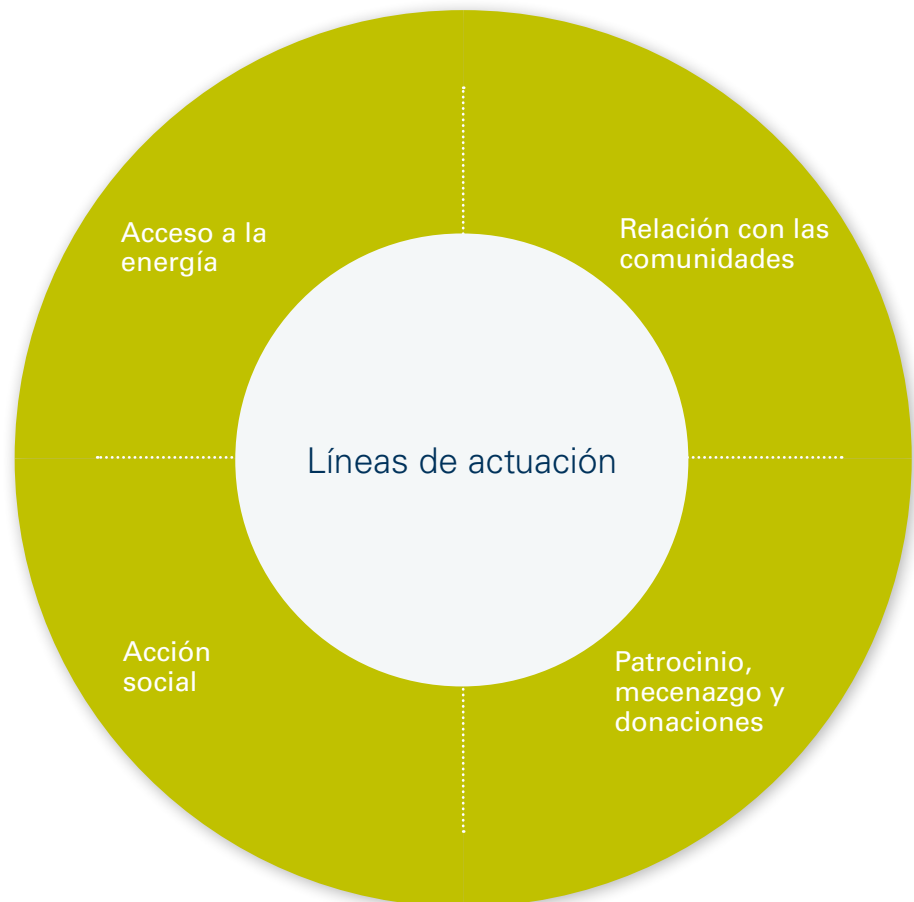 Acceso a la
energía
Relación con las
comunidades
Líneas de actuación
Acción
social
Patrocinio,
mecenazgo y
donaciones